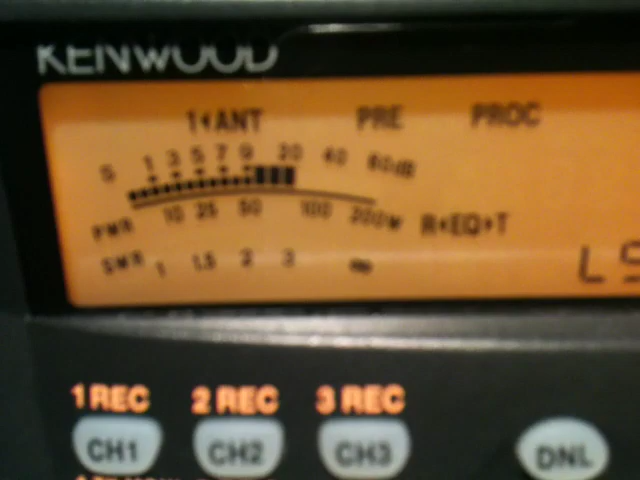 KENWOOD
1◂ANT PRE PROC
S 1 3 5 7 9 20 40 60dB
PWR 10 25 50 100 200W R◂EQ▸T
SWR 1 1.5 2 3 ∞
LS
1 REC 2 REC 3 REC
CH1 CH2 CH3 DNL